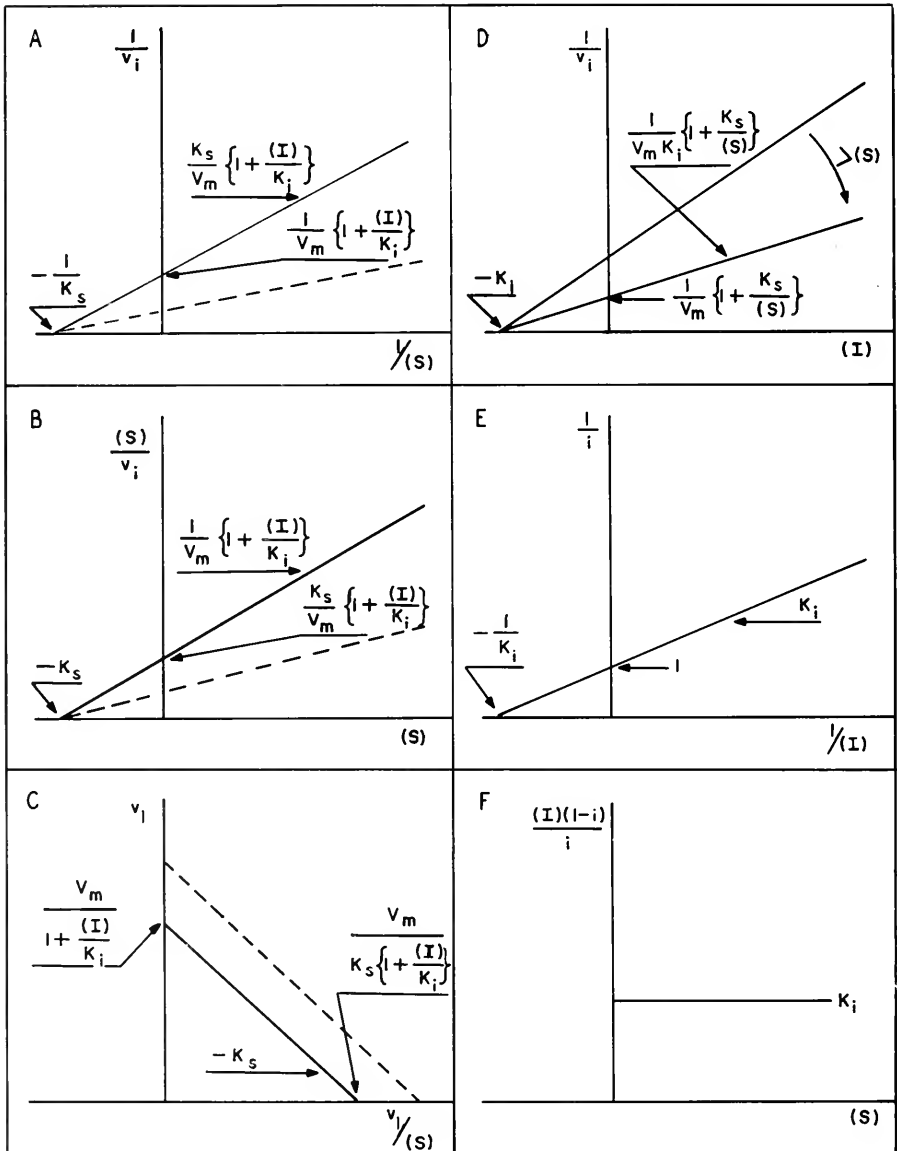 A
1
v_i
K_s/V_m {1 + (I)/K_i}
1/V_m {1 + (I)/K_i}
-1/K_s
1/(S)
B
(S)
v_i
1/V_m {1 + (I)/K_i}
K_s/V_m {1 + (I)/K_i}
-K_s
(S)
C
v_1
V_m
1 + (I)/K_i
V_m
K_s{1 + (I)/K_i}
-K_s
v_1/(S)
D
1
v_i
1/V_m K_i {1 + K_s/(S)}
>(S)
-K_i
1/V_m {1 + K_s/(S)}
(I)
E
1
i
K_i
-1/K_i
1
1/(I)
F
(I)(1-i)
i
K_i
(S)